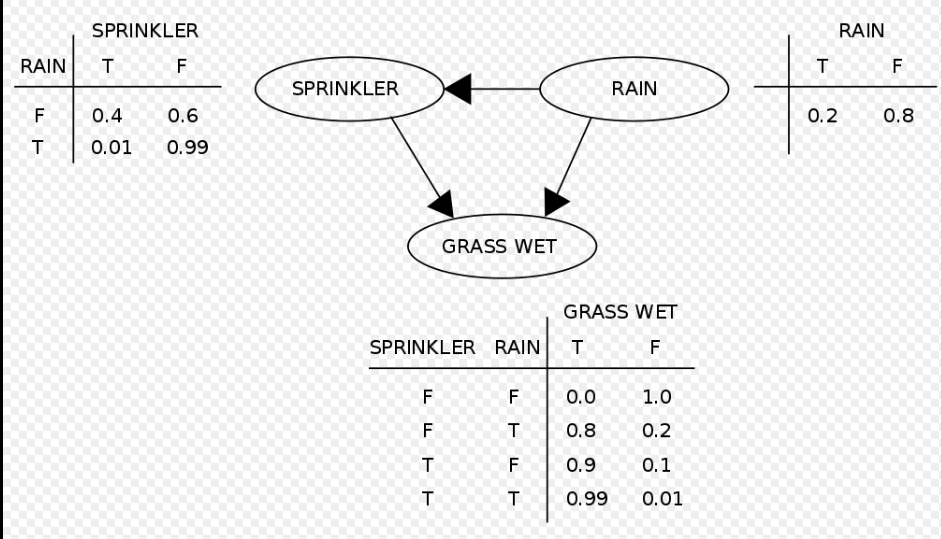 SPRINKLER
RAIN T F
F 0.4 0.6
T 0.01 0.99
SPRINKLER
RAIN
RAIN
T F
0.2 0.8
GRASS WET
GRASS WET
SPRINKLER RAIN T F
F F 0.0 1.0
F T 0.8 0.2
T F 0.9 0.1
T T 0.99 0.01